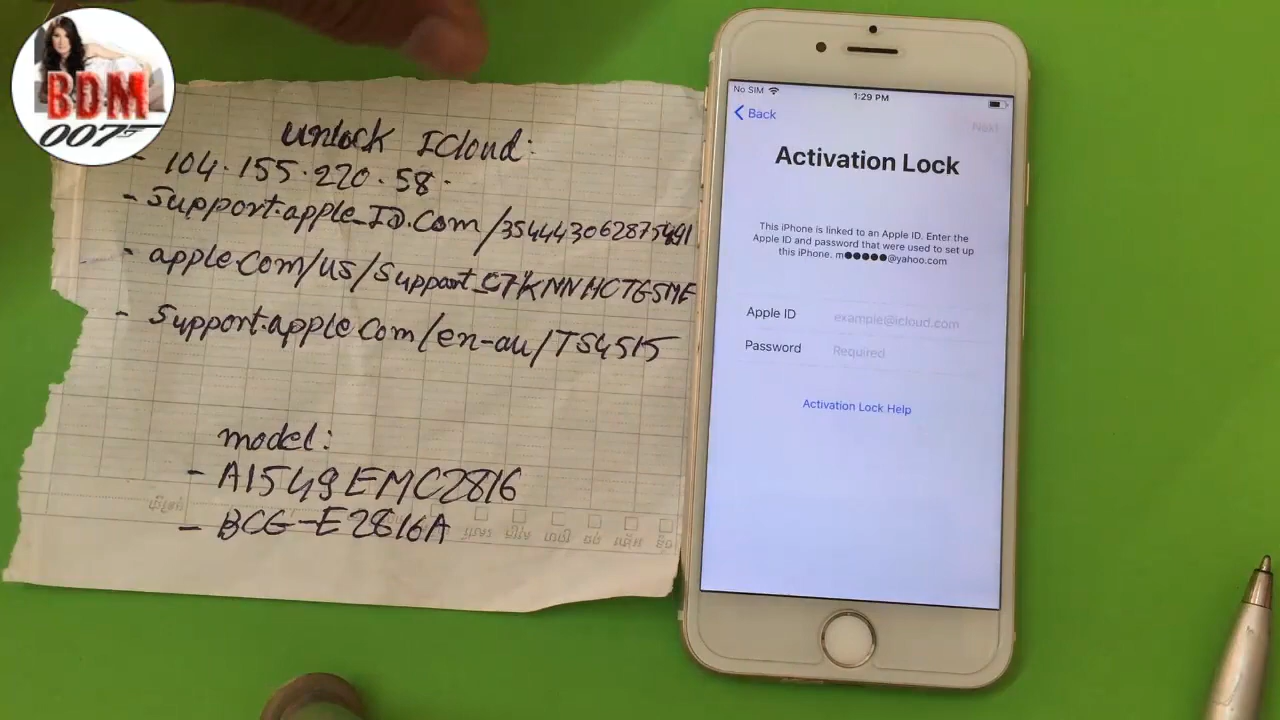 BDM
007
unlock ICloud:
- 104.155.220.58.
- Support.apple_ID.Com/354443062875491
- apple.Com/us/Support_C7KNNHCTG5ME
- Support.apple.Com/en-au/TS4515
model:
- A1549EMC2816
- BCG-E2816A
No SIM
1:29 PM
Back
Next
Activation Lock
This iPhone is linked to an Apple ID. Enter the
Apple ID and password that were used to set up
this iPhone. m●●●●●@yahoo.com
Apple ID example@icloud.com
Password Required
Activation Lock Help